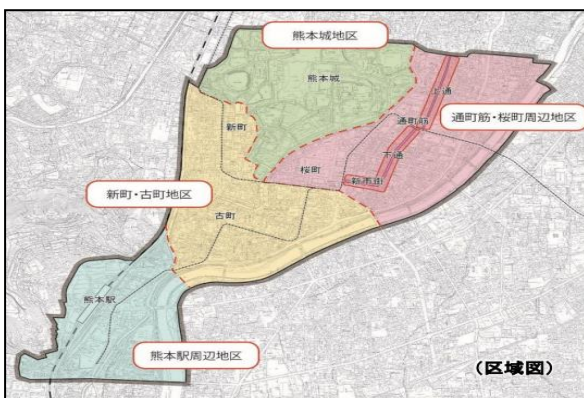 熊本城地区
熊本城
上通
通町筋
通町筋・桜町周辺地区
新町
下通
桜町
新市街
新町・古町地区
古町
熊本駅
熊本駅周辺地区
(区域図)